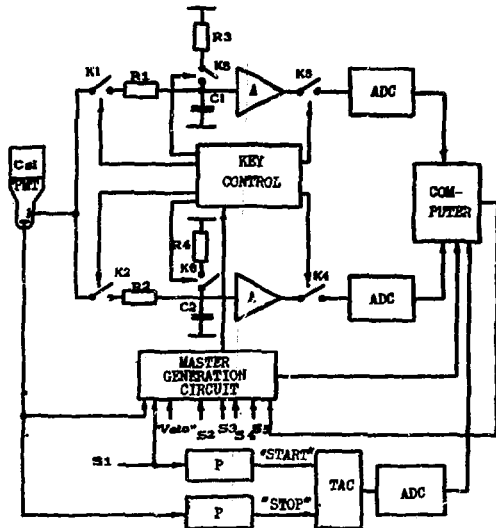 R3
K1
R1
K5
A
K3
ADC
C1
CsI
PMT
KEY
CONTROL
COM-
PUTER
R4
K6
K2
R2
A
K4
ADC
C2
MASTER
GENERATION
CIRCUIT
"Veto"
S2
S3
S4
S5
S1
P
"START"
TAC
ADC
P
"STOP"